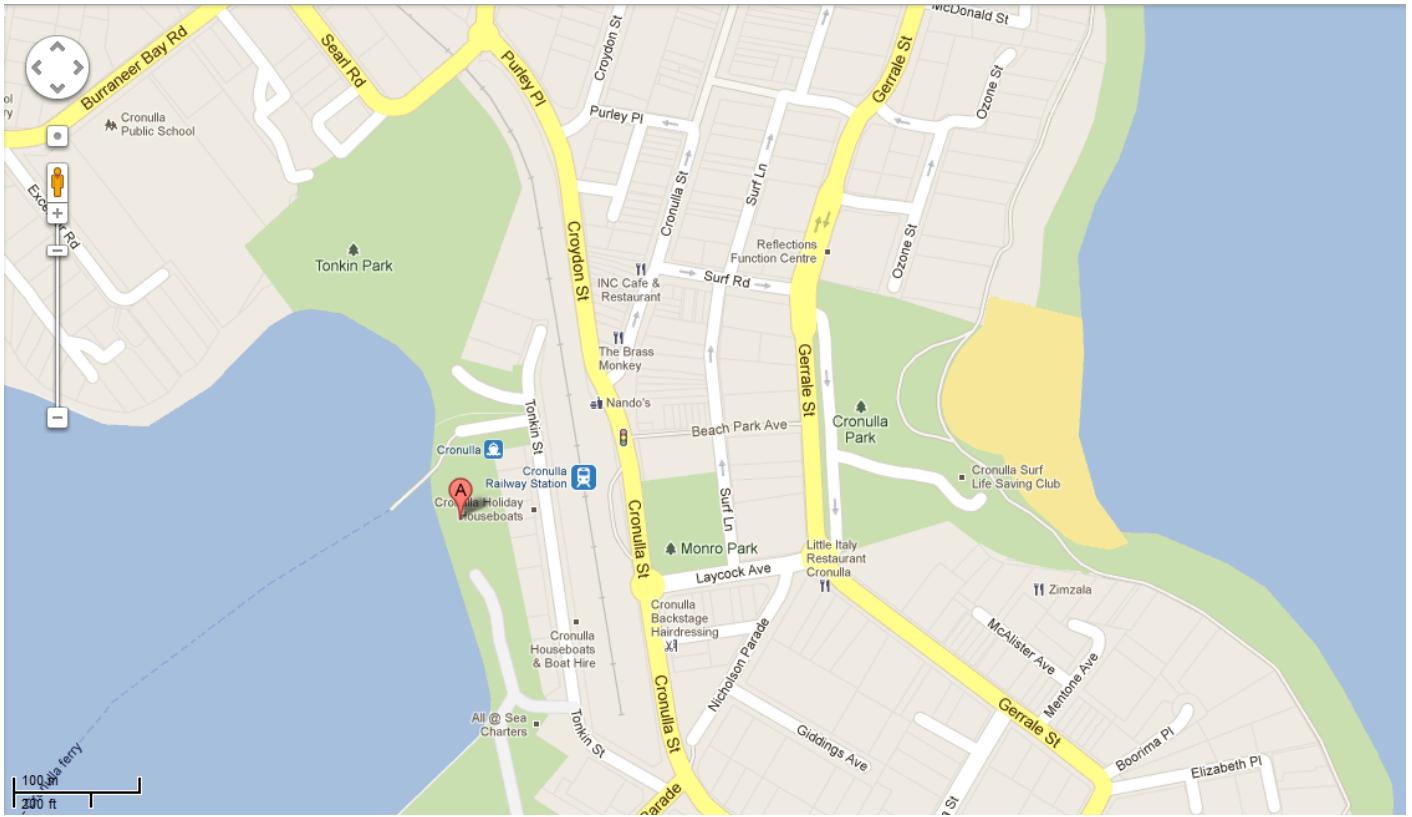 McDonald St
Burraneer Bay Rd
Searl Rd
Purley Pl
Croydon St
Gerrale St
Ozone St
Cronulla
Public School
Purley Pl
Surf Ln
Cronulla St
Tonkin Park
Croydon St
Reflections
Function Centre
Ozone St
INC Cafe &
Restaurant
Surf Rd
The Brass
Monkey
Gerrale St
Nando's
Tonkin St
Beach Park Ave
Cronulla
Park
Cronulla
Cronulla
Railway Station
Cronulla Surf
Life Saving Club
A
Cronulla Holiday
Houseboats
Surf Ln
Cronulla St
Monro Park
Little Italy
Restaurant
Cronulla
Laycock Ave
Zimzala
Cronulla
Backstage
Hairdressing
Cronulla
Houseboats
& Boat Hire
McAlister Ave
Nicholson Parade
Mentone Ave
Cronulla St
All @ Sea
Charters
Tonkin St
Giddings Ave
Gerrale St
Boorima Pl
Elizabeth Pl
100 m
200 ft
ferry
Parade
St